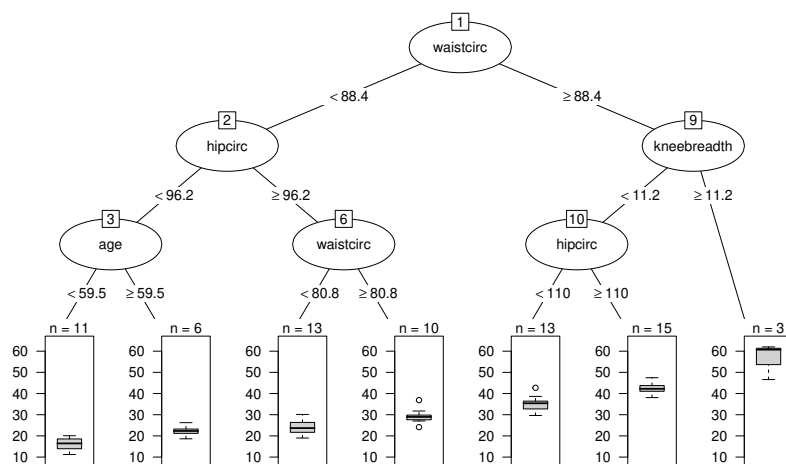 1
waistcirc
< 88.4 ≥ 88.4
2 9
hipcirc kneebreadth
< 96.2 ≥ 96.2 < 11.2 ≥ 11.2
3 6 10
age waistcirc hipcirc
< 59.5 ≥ 59.5 < 80.8 ≥ 80.8 < 110 ≥ 110
n = 11 n = 6 n = 13 n = 10 n = 13 n = 15 n = 3
60 60 60 60 60 60 60
50 50 50 50 50 50 50
40 40 40 40 40 40 40
30 30 30 30 30 30 30
20 20 20 20 20 20 20
10 10 10 10 10 10 10